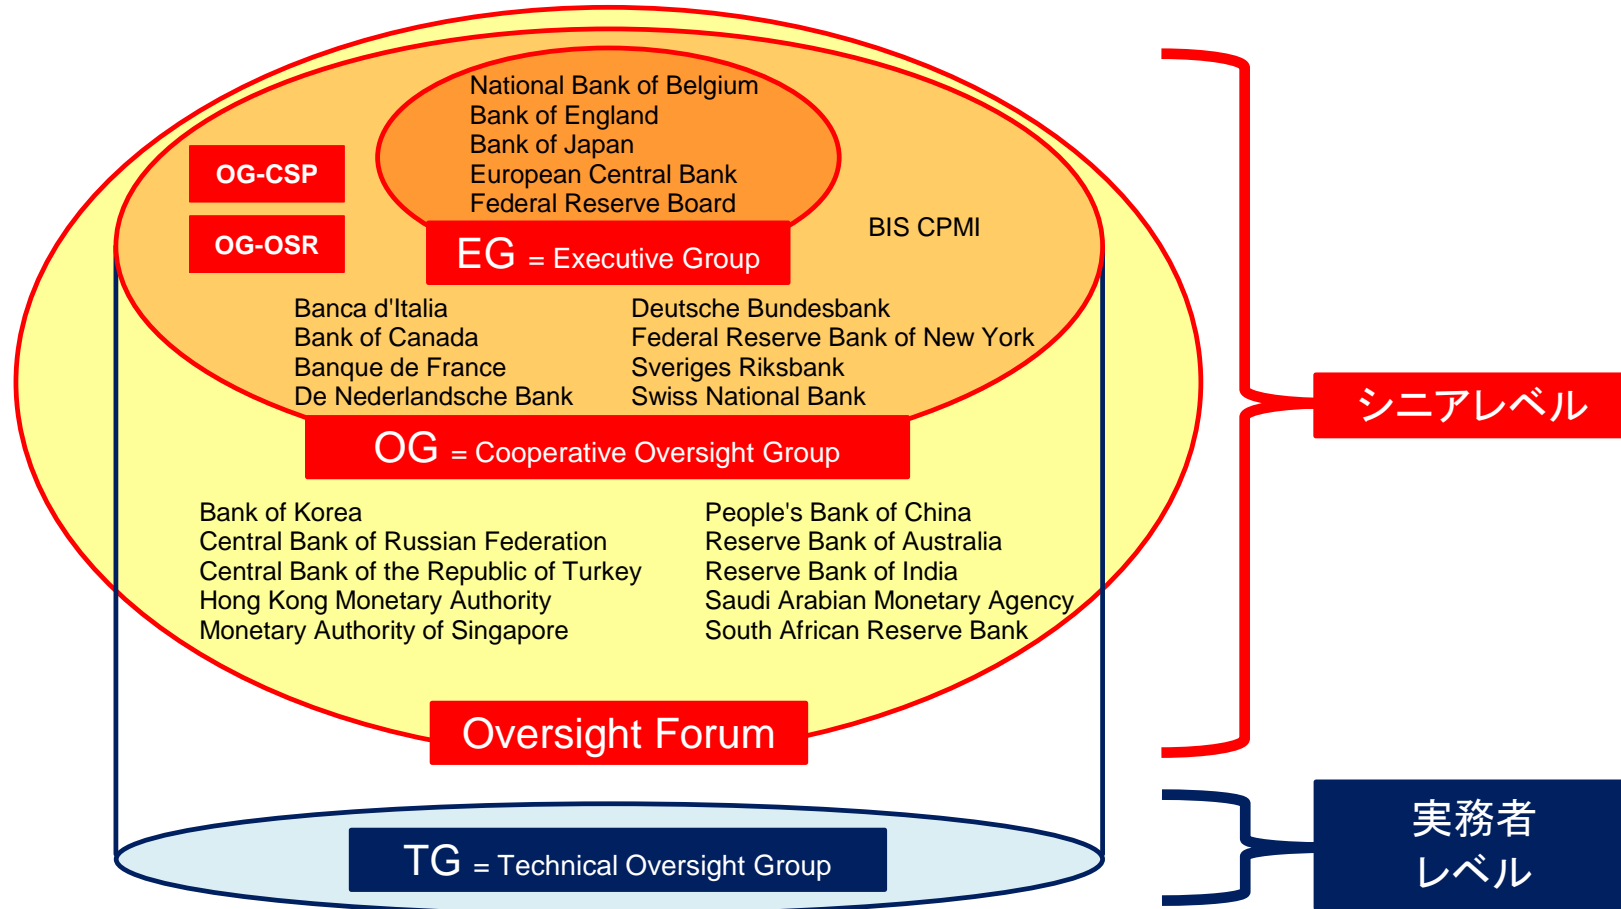 National Bank of Belgium
Bank of England
Bank of Japan
European Central Bank
Federal Reserve Board
OG-CSP
OG-OSR
EG = Executive Group
BIS CPMI
Banca d'Italia
Bank of Canada
Banque de France
De Nederlandsche Bank
Deutsche Bundesbank
Federal Reserve Bank of New York
Sveriges Riksbank
Swiss National Bank
OG = Cooperative Oversight Group
Bank of Korea
Central Bank of Russian Federation
Central Bank of the Republic of Turkey
Hong Kong Monetary Authority
Monetary Authority of Singapore
People's Bank of China
Reserve Bank of Australia
Reserve Bank of India
Saudi Arabian Monetary Agency
South African Reserve Bank
Oversight Forum
シニアレベル
TG = Technical Oversight Group
実務者
レベル